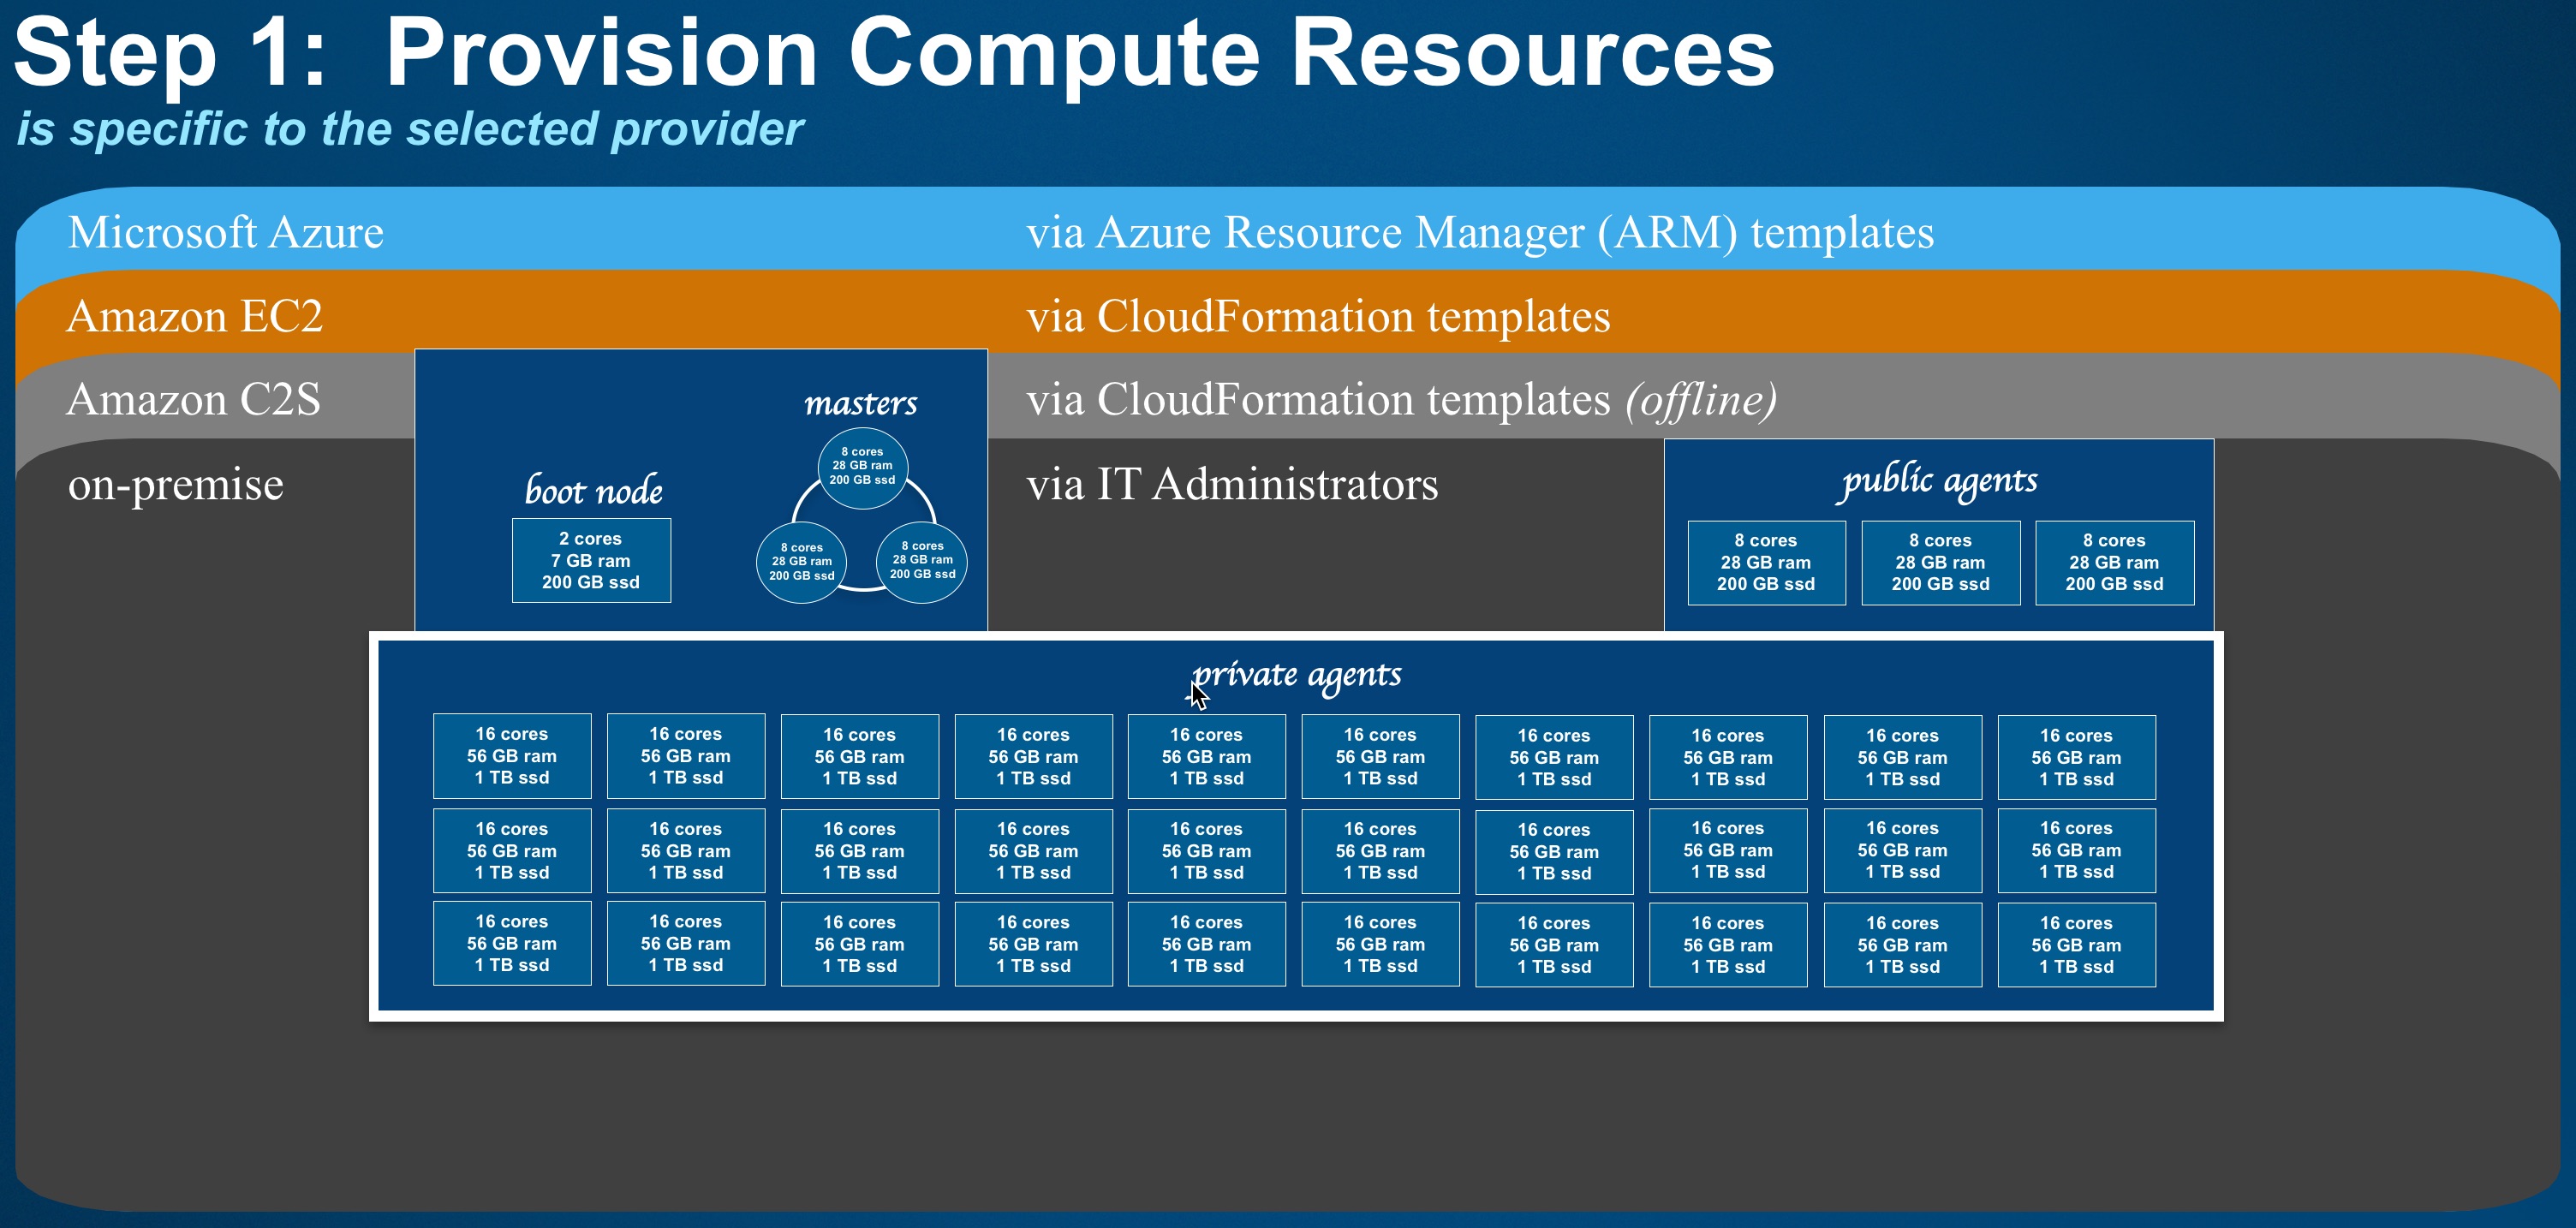 Step 1:  Provision Compute Resources
is specific to the selected provider
Microsoft Azure
via Azure Resource Manager (ARM) templates
Amazon EC2
via CloudFormation templates
Amazon C2S
via CloudFormation templates (offline)
on-premise
via IT Administrators
boot node
2 cores
7 GB ram
200 GB ssd
masters
8 cores
28 GB ram
200 GB ssd
8 cores
28 GB ram
200 GB ssd
8 cores
28 GB ram
200 GB ssd
public agents
8 cores
28 GB ram
200 GB ssd
8 cores
28 GB ram
200 GB ssd
8 cores
28 GB ram
200 GB ssd
private agents
16 cores
56 GB ram
1 TB ssd
16 cores
56 GB ram
1 TB ssd
16 cores
56 GB ram
1 TB ssd
16 cores
56 GB ram
1 TB ssd
16 cores
56 GB ram
1 TB ssd
16 cores
56 GB ram
1 TB ssd
16 cores
56 GB ram
1 TB ssd
16 cores
56 GB ram
1 TB ssd
16 cores
56 GB ram
1 TB ssd
16 cores
56 GB ram
1 TB ssd
16 cores
56 GB ram
1 TB ssd
16 cores
56 GB ram
1 TB ssd
16 cores
56 GB ram
1 TB ssd
16 cores
56 GB ram
1 TB ssd
16 cores
56 GB ram
1 TB ssd
16 cores
56 GB ram
1 TB ssd
16 cores
56 GB ram
1 TB ssd
16 cores
56 GB ram
1 TB ssd
16 cores
56 GB ram
1 TB ssd
16 cores
56 GB ram
1 TB ssd
16 cores
56 GB ram
1 TB ssd
16 cores
56 GB ram
1 TB ssd
16 cores
56 GB ram
1 TB ssd
16 cores
56 GB ram
1 TB ssd
16 cores
56 GB ram
1 TB ssd
16 cores
56 GB ram
1 TB ssd
16 cores
56 GB ram
1 TB ssd
16 cores
56 GB ram
1 TB ssd
16 cores
56 GB ram
1 TB ssd
16 cores
56 GB ram
1 TB ssd